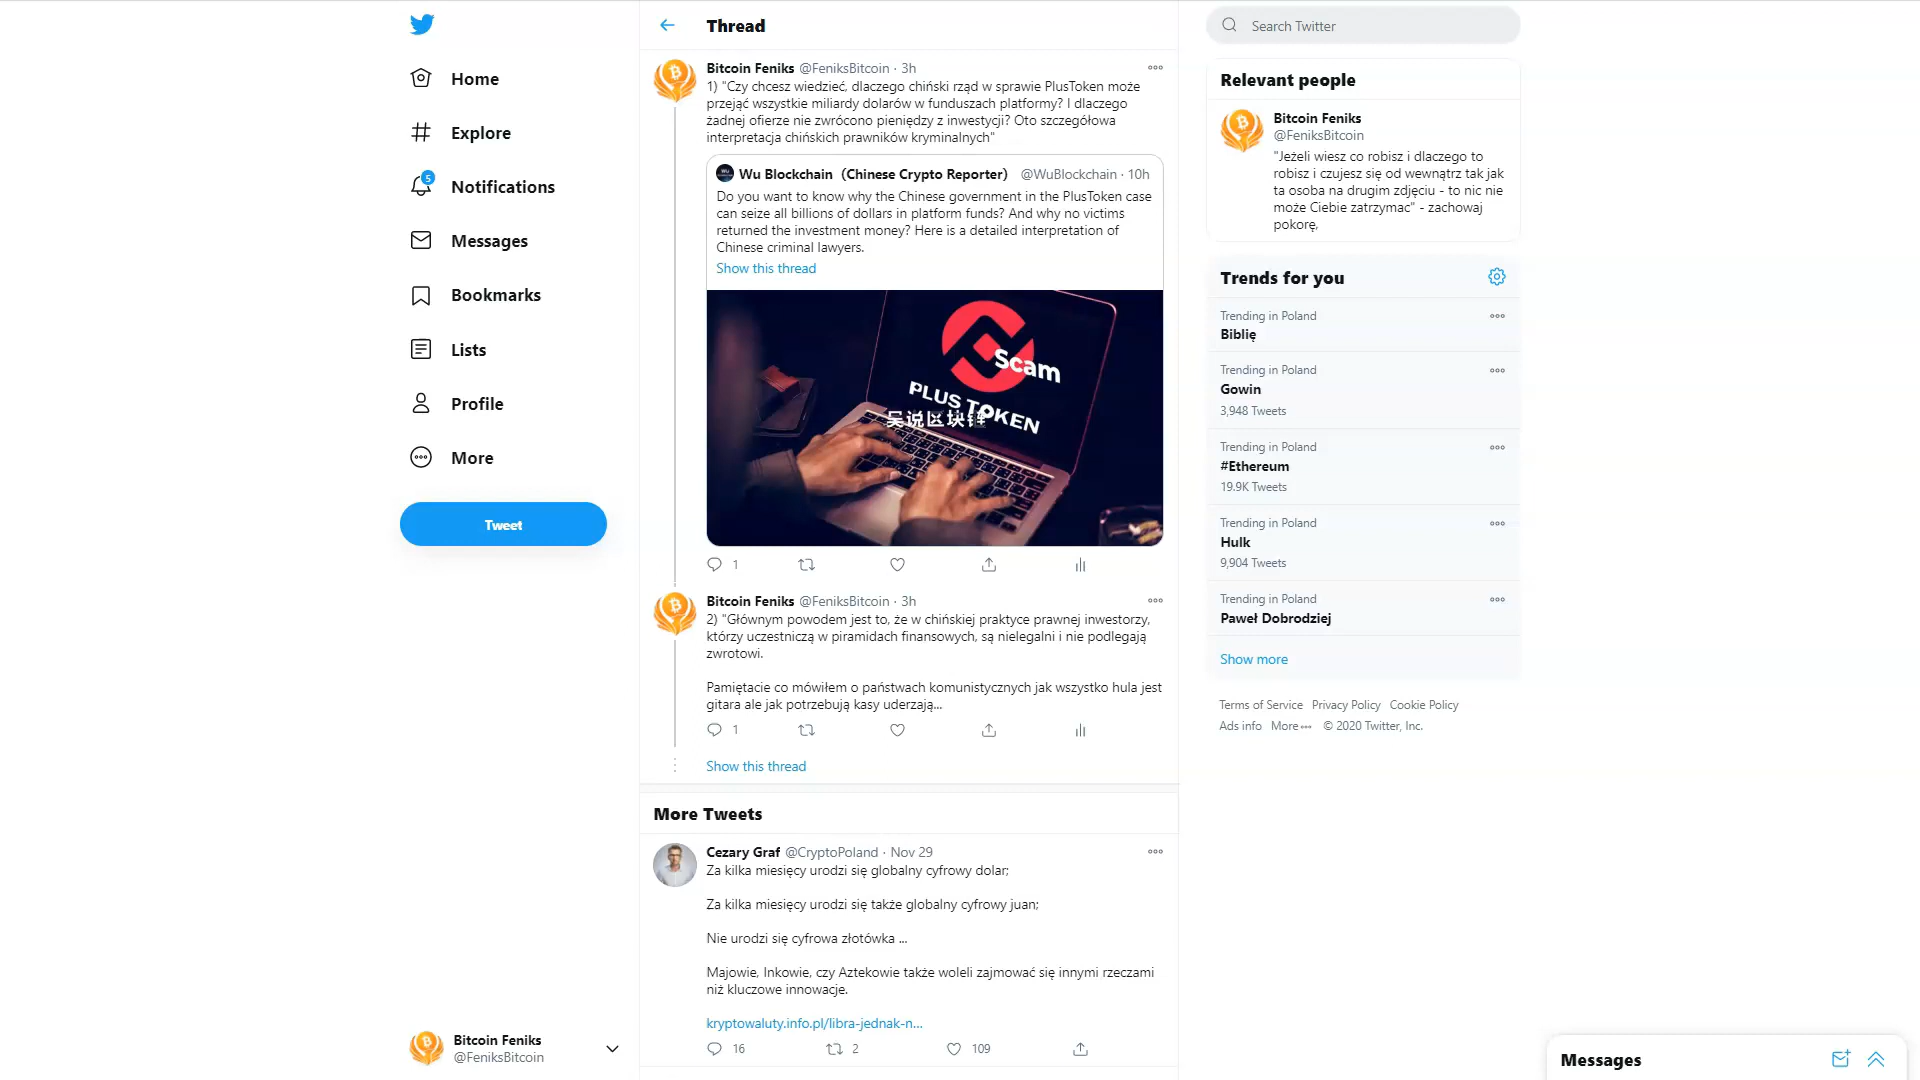 Home
Explore
5
Notifications
Messages
Bookmarks
Lists
Profile
More
Tweet
Bitcoin Feniks
@FeniksBitcoin
Thread
Bitcoin Feniks @FeniksBitcoin · 3h
1) "Czy chcesz wiedzieć, dlaczego chiński rząd w sprawie PlusToken może
przejąć wszystkie miliardy dolarów w funduszach platformy? I dlaczego
żadnej ofierze nie zwrócono pieniędzy z inwestycji? Oto szczegółowa
interpretacja chińskich prawników kryminalnych"
Wu Blockchain（Chinese Crypto Reporter） @WuBlockchain · 10h
Do you want to know why the Chinese government in the PlusToken case
can seize all billions of dollars in platform funds? And why no victims
returned the investment money? Here is a detailed interpretation of
Chinese criminal lawyers.
Show this thread
Scam
PLUS TOKEN
吴说区块链
1
Bitcoin Feniks @FeniksBitcoin · 3h
2) "Głównym powodem jest to, że w chińskiej praktyce prawnej inwestorzy,
którzy uczestniczą w piramidach finansowych, są nielegalni i nie podlegają
zwrotowi.
Pamiętacie co mówiłem o państwach komunistycznych jak wszystko hula jest
gitara ale jak potrzebują kasy uderzają...
1
Show this thread
More Tweets
Cezary Graf @CryptoPoland · Nov 29
Za kilka miesięcy urodzi się globalny cyfrowy dolar;
Za kilka miesięcy urodzi się także globalny cyfrowy juan;
Nie urodzi się cyfrowa złotówka ...
Majowie, Inkowie, czy Aztekowie także woleli zajmować się innymi rzeczami
niż kluczowe innowacje.
kryptowaluty.info.pl/libra-jednak-n...
16 2 109
Search Twitter
Relevant people
Bitcoin Feniks
@FeniksBitcoin
"Jeżeli wiesz co robisz i dlaczego to
robisz i czujesz się od wewnątrz tak jak
ta osoba na drugim zdjęciu - to nic nie
może Ciebie zatrzymac" - zachowaj
pokorę,
Trends for you
Trending in Poland
Biblię
Trending in Poland
Gowin
3,948 Tweets
Trending in Poland
#Ethereum
19.9K Tweets
Trending in Poland
Hulk
9,904 Tweets
Trending in Poland
Paweł Dobrodziej
Show more
Terms of Service Privacy Policy Cookie Policy
Ads info More © 2020 Twitter, Inc.
Messages